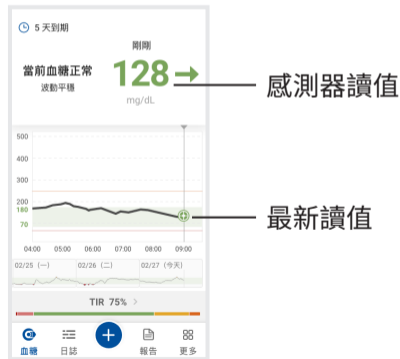 5 天到期
剛剛
當前血糖正常
波動平穩
128
mg/dL
感測器讀值
500
400
300
200
180
70
最新讀值
04:00 05:00 06:00 07:00 08:00 09:00
02/25 (一) 02/26 (二) 02/27 (今天)
TIR 75% >
血糖 日誌 報告 更多